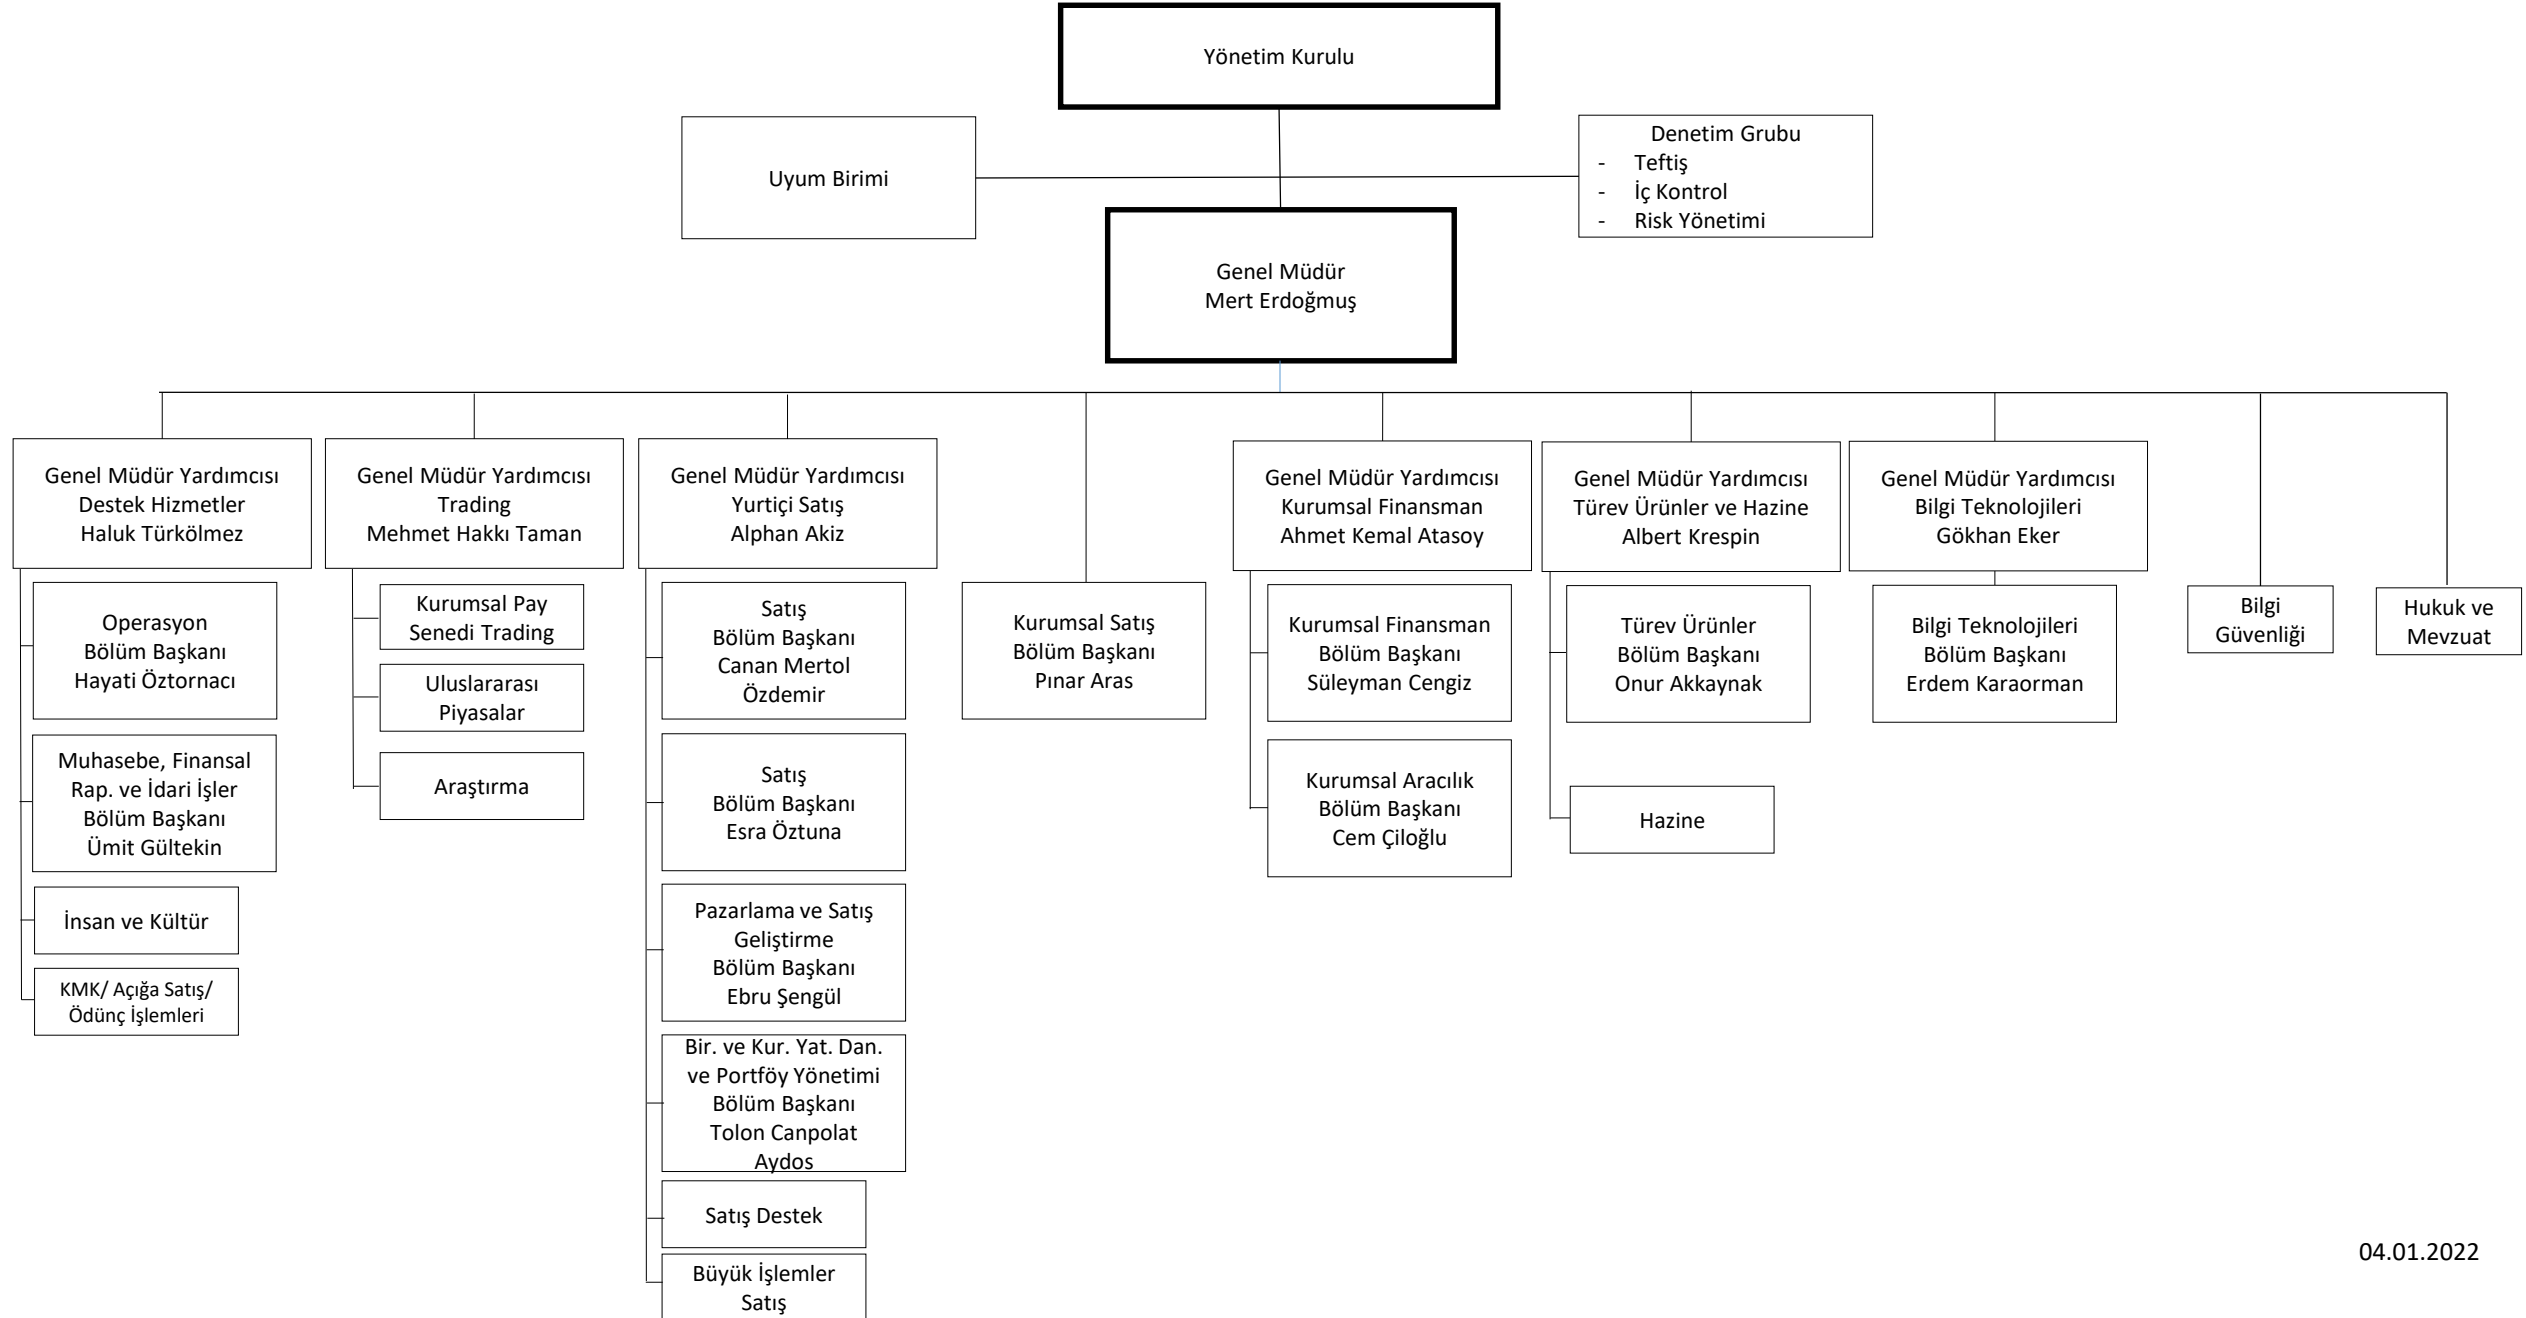 Yönetim Kurulu
Uyum Birimi
Denetim Grubu
- Teftiş
- İç Kontrol
- Risk Yönetimi
Genel Müdür
Mert Erdoğmuş
Genel Müdür Yardımcısı
Destek Hizmetler
Haluk Türkölmez
Genel Müdür Yardımcısı
Trading
Mehmet Hakkı Taman
Genel Müdür Yardımcısı
Yurtiçi Satış
Alphan Akiz
Genel Müdür Yardımcısı
Kurumsal Finansman
Ahmet Kemal Atasoy
Genel Müdür Yardımcısı
Türev Ürünler ve Hazine
Albert Krespin
Genel Müdür Yardımcısı
Bilgi Teknolojileri
Gökhan Eker
Operasyon
Bölüm Başkanı
Hayati Öztornacı
Muhasebe, Finansal
Rap. ve İdari İşler
Bölüm Başkanı
Ümit Gültekin
İnsan ve Kültür
KMK/ Açığa Satış/
Ödünç İşlemleri
Kurumsal Pay
Senedi Trading
Uluslararası
Piyasalar
Araştırma
Satış
Bölüm Başkanı
Canan Mertol
Özdemir
Satış
Bölüm Başkanı
Esra Öztuna
Pazarlama ve Satış
Geliştirme
Bölüm Başkanı
Ebru Şengül
Bir. ve Kur. Yat. Dan.
ve Portföy Yönetimi
Bölüm Başkanı
Tolon Canpolat
Aydos
Satış Destek
Büyük İşlemler
Satış
Kurumsal Satış
Bölüm Başkanı
Pınar Aras
Kurumsal Finansman
Bölüm Başkanı
Süleyman Cengiz
Kurumsal Aracılık
Bölüm Başkanı
Cem Çiloğlu
Türev Ürünler
Bölüm Başkanı
Onur Akkaynak
Hazine
Bilgi Teknolojileri
Bölüm Başkanı
Erdem Karaorman
Bilgi
Güvenliği
Hukuk ve
Mevzuat
04.01.2022